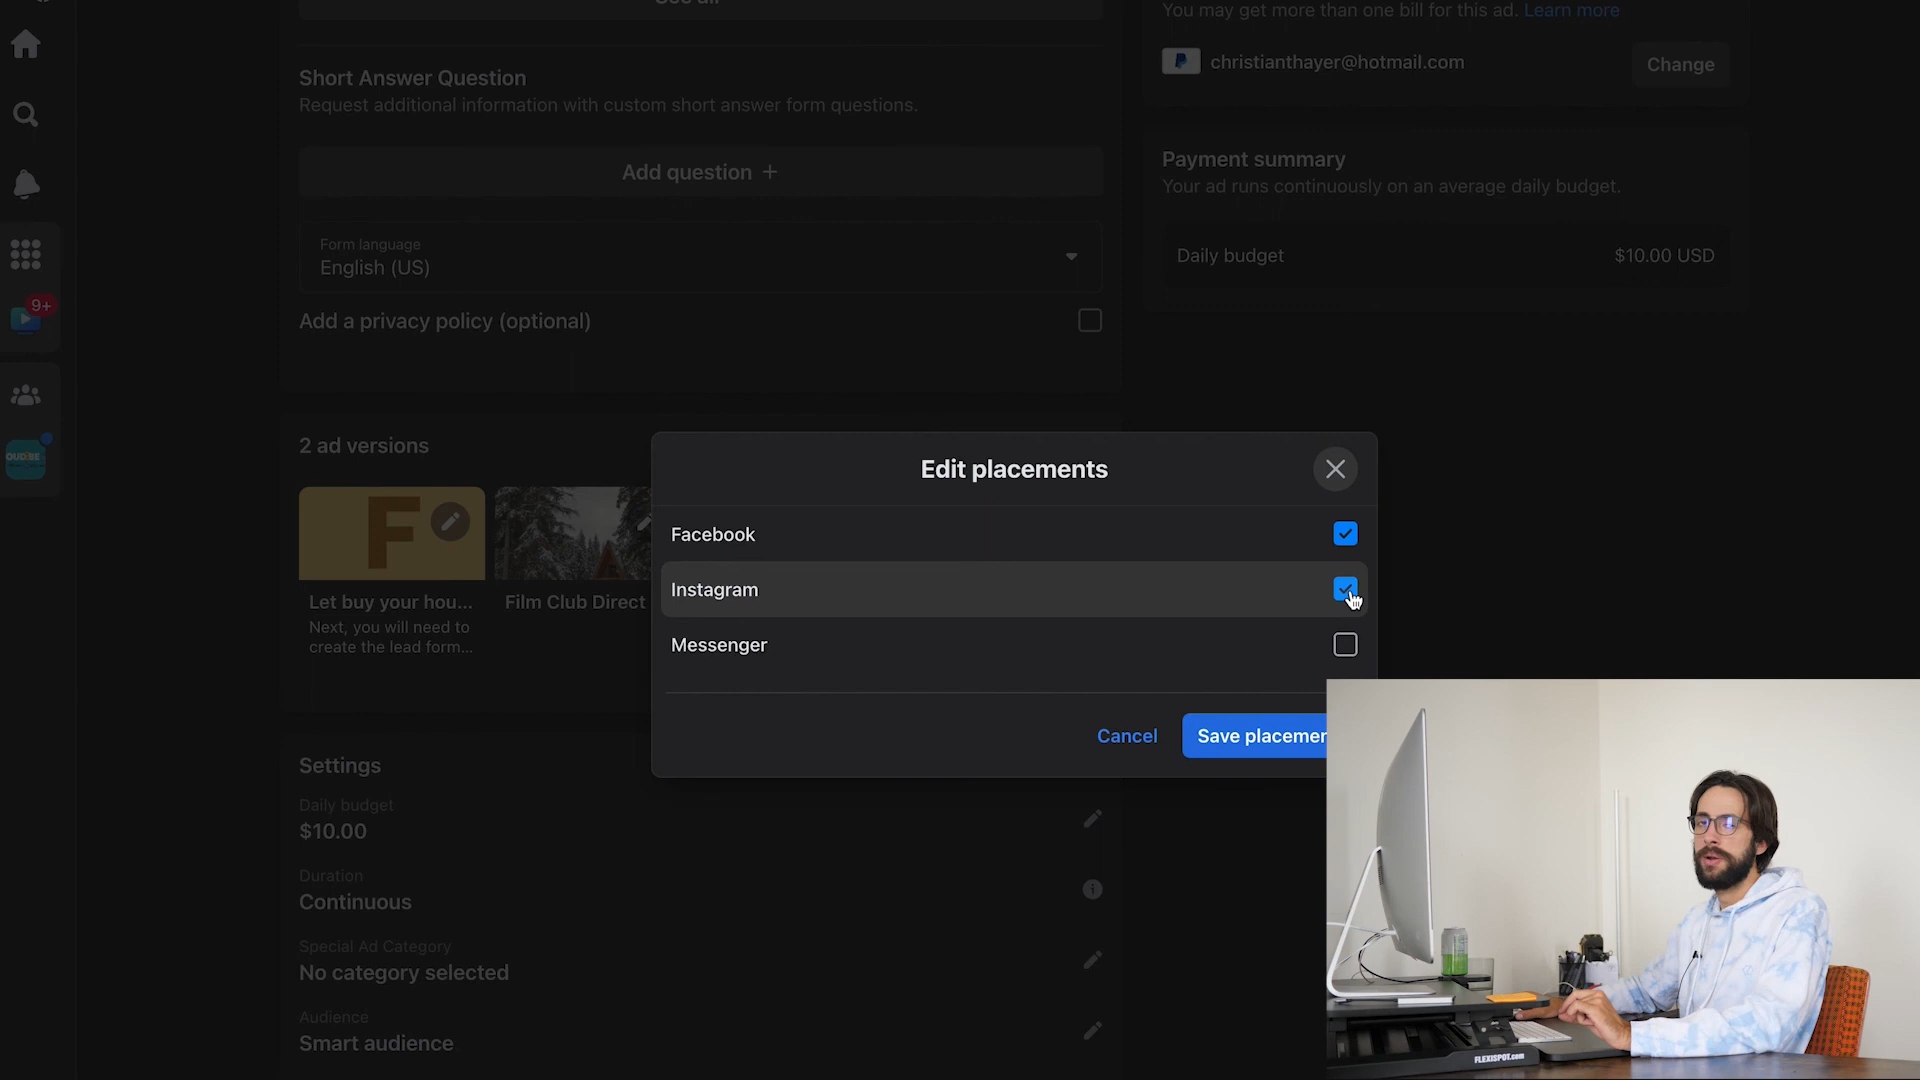 See all
You may get more than one bill for this ad. Learn more
christianthayer@hotmail.com
Change
Short Answer Question
Request additional information with custom short answer form questions.
Add question +
Form language
English (US)
Add a privacy policy (optional)
Payment summary
Your ad runs continuously on an average daily budget.
Daily budget
$10.00 USD
9+
2 ad versions
F
Let buy your hou...
Next, you will need to
create the lead form...
Film Club Direct
Edit placements
Facebook
Instagram
Messenger
Cancel
Save placemen
Settings
Daily budget
$10.00
Duration
Continuous
Special Ad Category
No category selected
Audience
Smart audience
FLEXISPOT.com